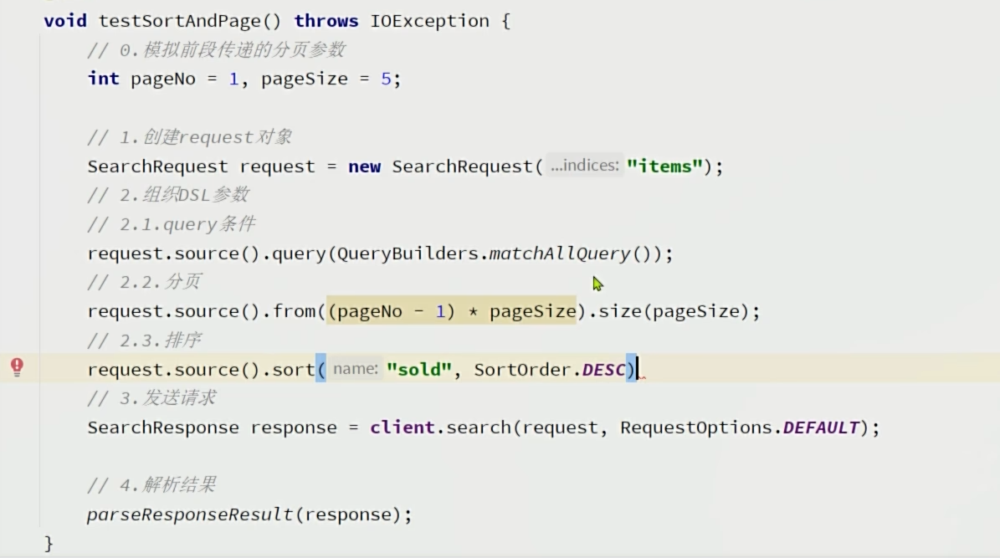 void testSortAndPage() throws IOException {
// 0.模拟前段传递的分页参数
int pageNo = 1, pageSize = 5;
// 1.创建request对象
SearchRequest request = new SearchRequest( ...indices: "items");
// 2.组织DSL参数
// 2.1.query条件
request.source().query(QueryBuilders.matchAllQuery());
// 2.2.分页
request.source().from((pageNo - 1) * pageSize).size(pageSize);
// 2.3.排序
request.source().sort( name: "sold", SortOrder.DESC)
// 3.发送请求
SearchResponse response = client.search(request, RequestOptions.DEFAULT);
// 4.解析结果
parseResponseResult(response);
}